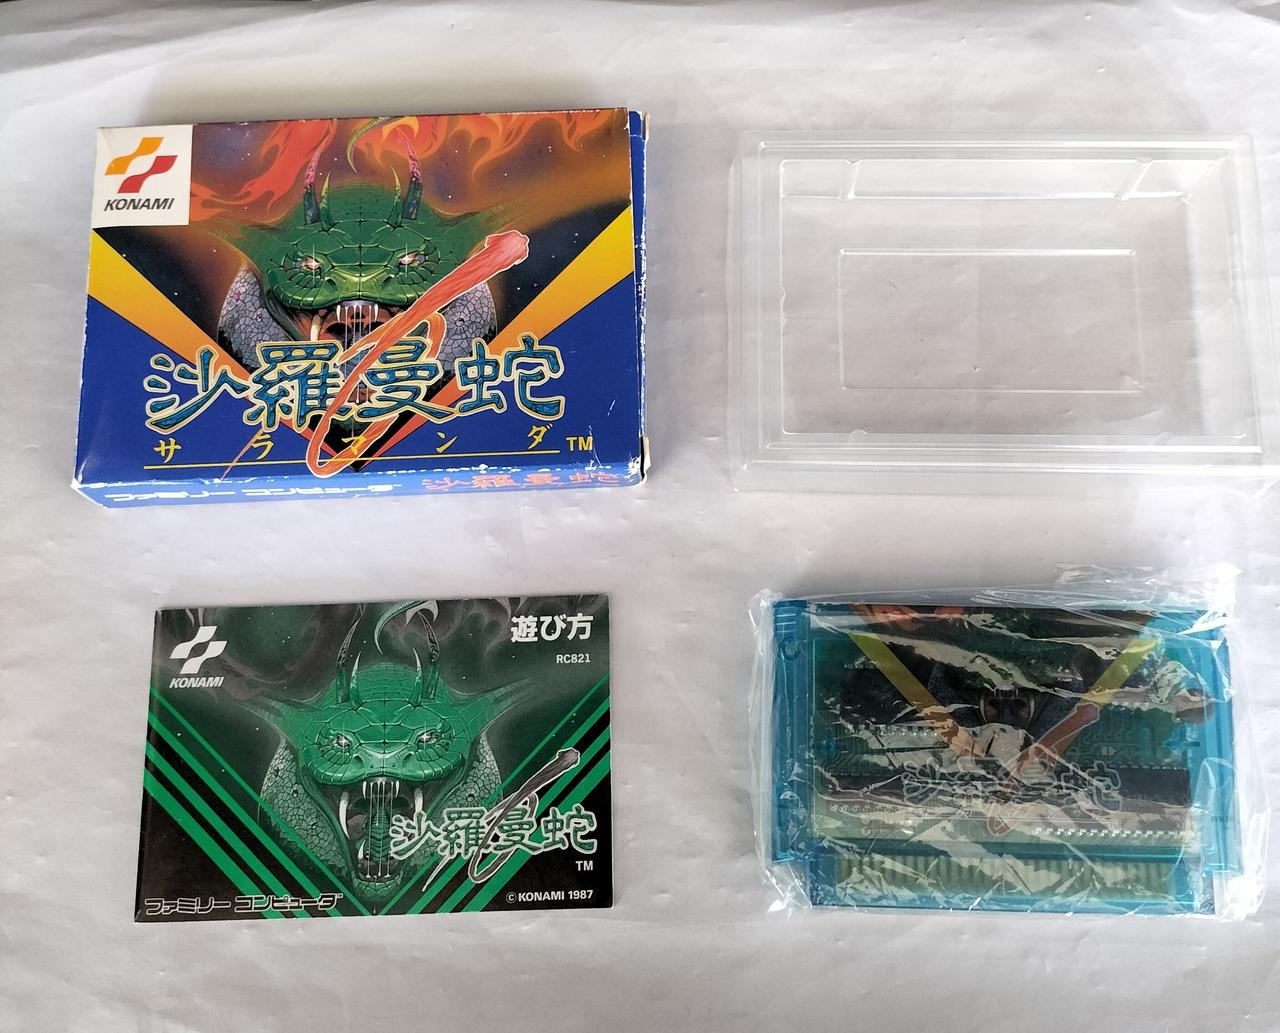 KONAMI
沙羅曼蛇
サラマンダ TM
ファミリー コンピュータ 沙羅曼蛇
KONAMI
遊び方
RC821
沙羅曼蛇
TM
ファミリー コンピュータ
© KONAMI 1987
沙羅曼蛇